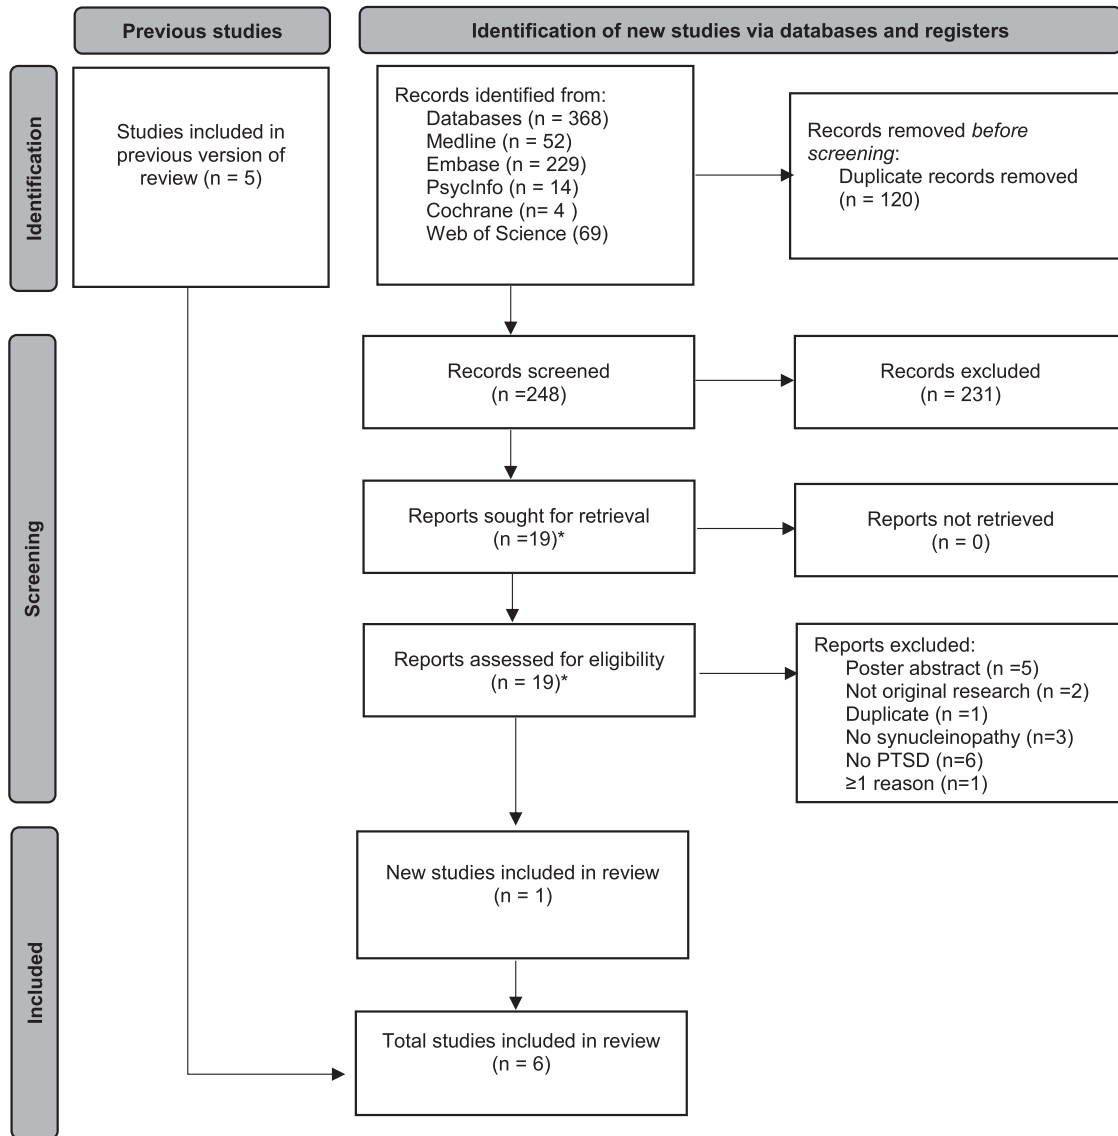 Previous studies
Identification of new studies via databases and registers
Identification
Studies included in
previous version of
review (n = 5)
Records identified from:
Databases (n = 368)
Medline (n = 52)
Embase (n = 229)
PsycInfo (n = 14)
Cochrane (n= 4 )
Web of Science (69)
Records removed before
screening:
Duplicate records removed
(n = 120)
Screening
Records screened
(n =248)
Records excluded
(n = 231)
Reports sought for retrieval
(n =19)*
Reports not retrieved
(n = 0)
Reports assessed for eligibility
(n = 19)*
Reports excluded:
Poster abstract (n =5)
Not original research (n =2)
Duplicate (n =1)
No synucleinopathy (n=3)
No PTSD (n=6)
≥1 reason (n=1)
Included
New studies included in review
(n = 1)
Total studies included in review
(n = 6)